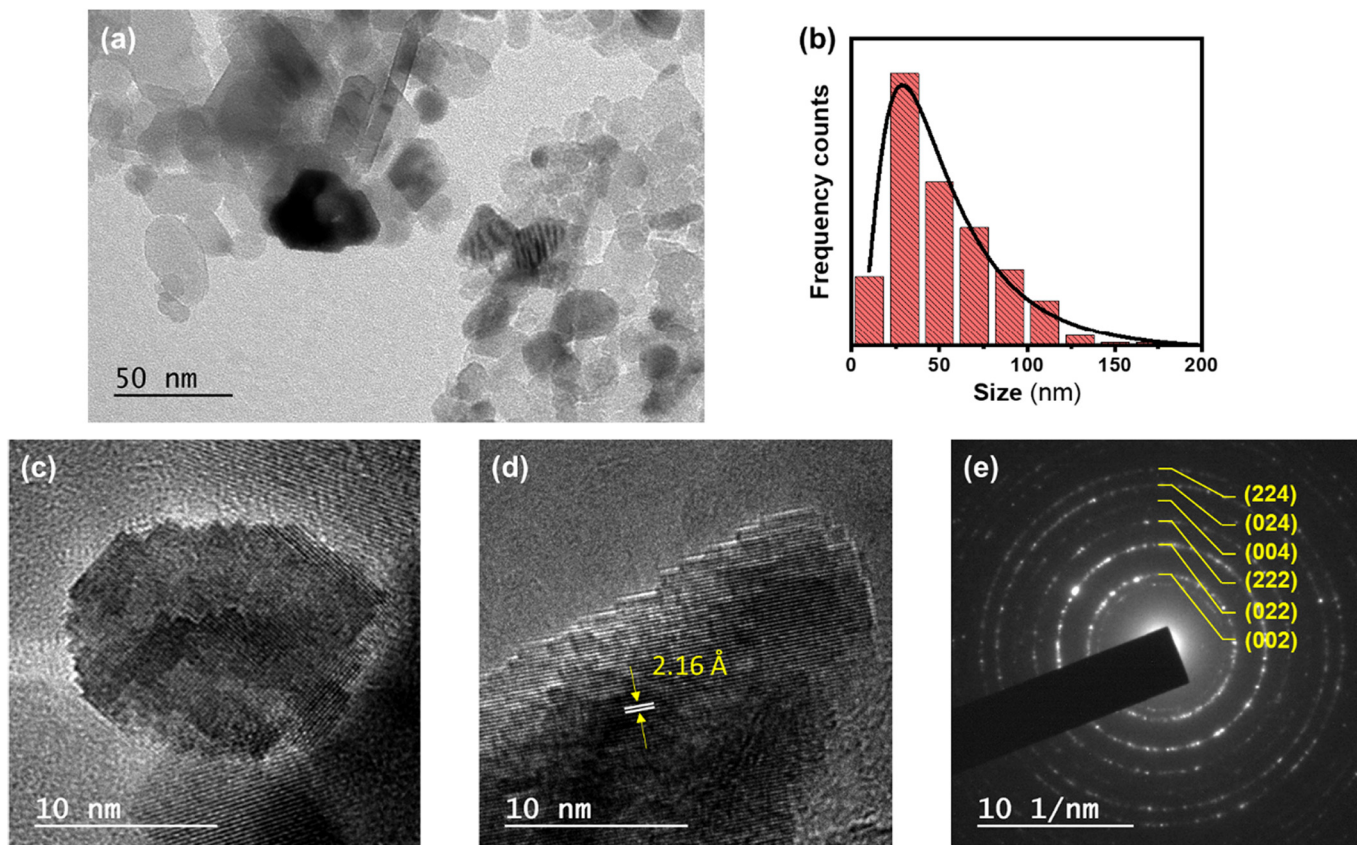 (a)
50 nm
(b)
Frequency counts
0
50
100
150
200
Size (nm)
(c)
10 nm
(d)
2.16 Å
10 nm
(e)
(224)
(024)
(004)
(222)
(022)
(002)
10 1/nm